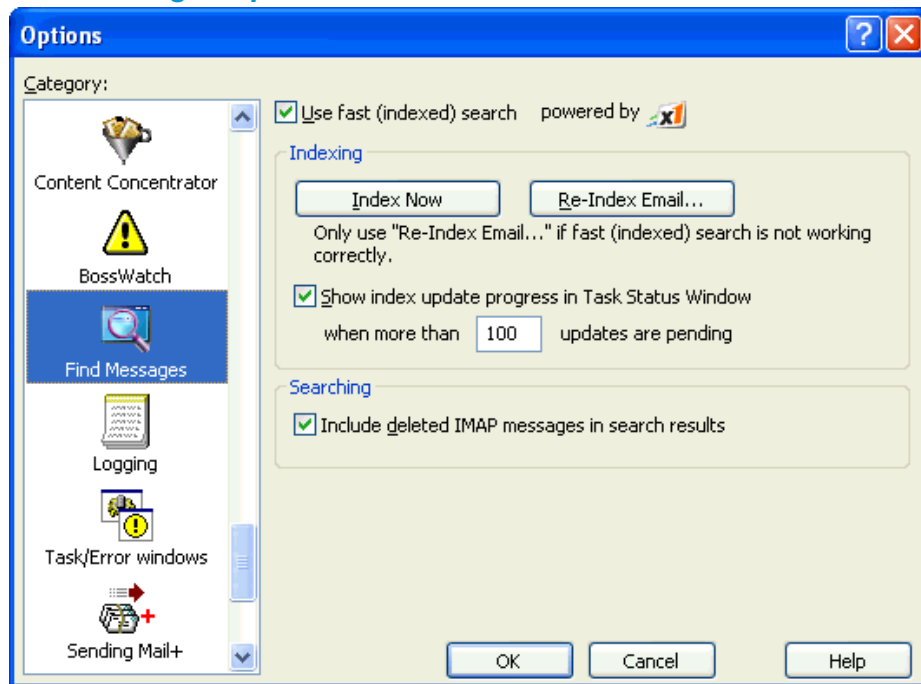 Options
Category:
Content Concentrator
BossWatch
Find Messages
Logging
Task/Error windows
Sending Mail+
Use fast (indexed) search powered by x1
Indexing
Index Now Re-Index Email...
Only use "Re-Index Email..." if fast (indexed) search is not working
correctly.
Show index update progress in Task Status Window
when more than 100 updates are pending
Searching
Include deleted IMAP messages in search results
OK Cancel Help